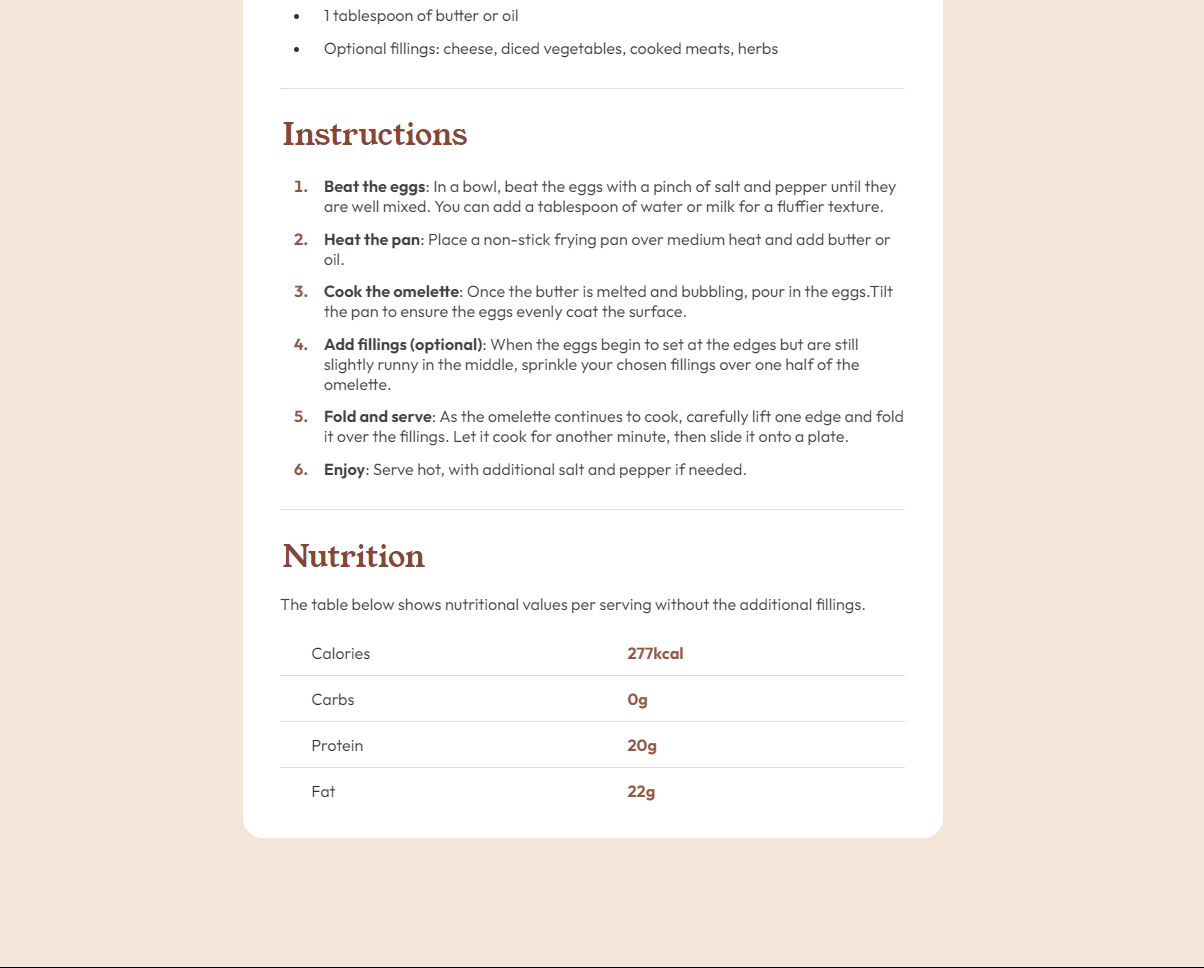 1 tablespoon of butter or oil
Optional fillings: cheese, diced vegetables, cooked meats, herbs
Instructions
1. Beat the eggs: In a bowl, beat the eggs with a pinch of salt and pepper until they
are well mixed. You can add a tablespoon of water or milk for a fluffier texture.
2. Heat the pan: Place a non-stick frying pan over medium heat and add butter or
oil.
3. Cook the omelette: Once the butter is melted and bubbling, pour in the eggs.Tilt
the pan to ensure the eggs evenly coat the surface.
4. Add fillings (optional): When the eggs begin to set at the edges but are still
slightly runny in the middle, sprinkle your chosen fillings over one half of the
omelette.
5. Fold and serve: As the omelette continues to cook, carefully lift one edge and fold
it over the fillings. Let it cook for another minute, then slide it onto a plate.
6. Enjoy: Serve hot, with additional salt and pepper if needed.
Nutrition
The table below shows nutritional values per serving without the additional fillings.
Calories 277kcal
Carbs 0g
Protein 20g
Fat 22g